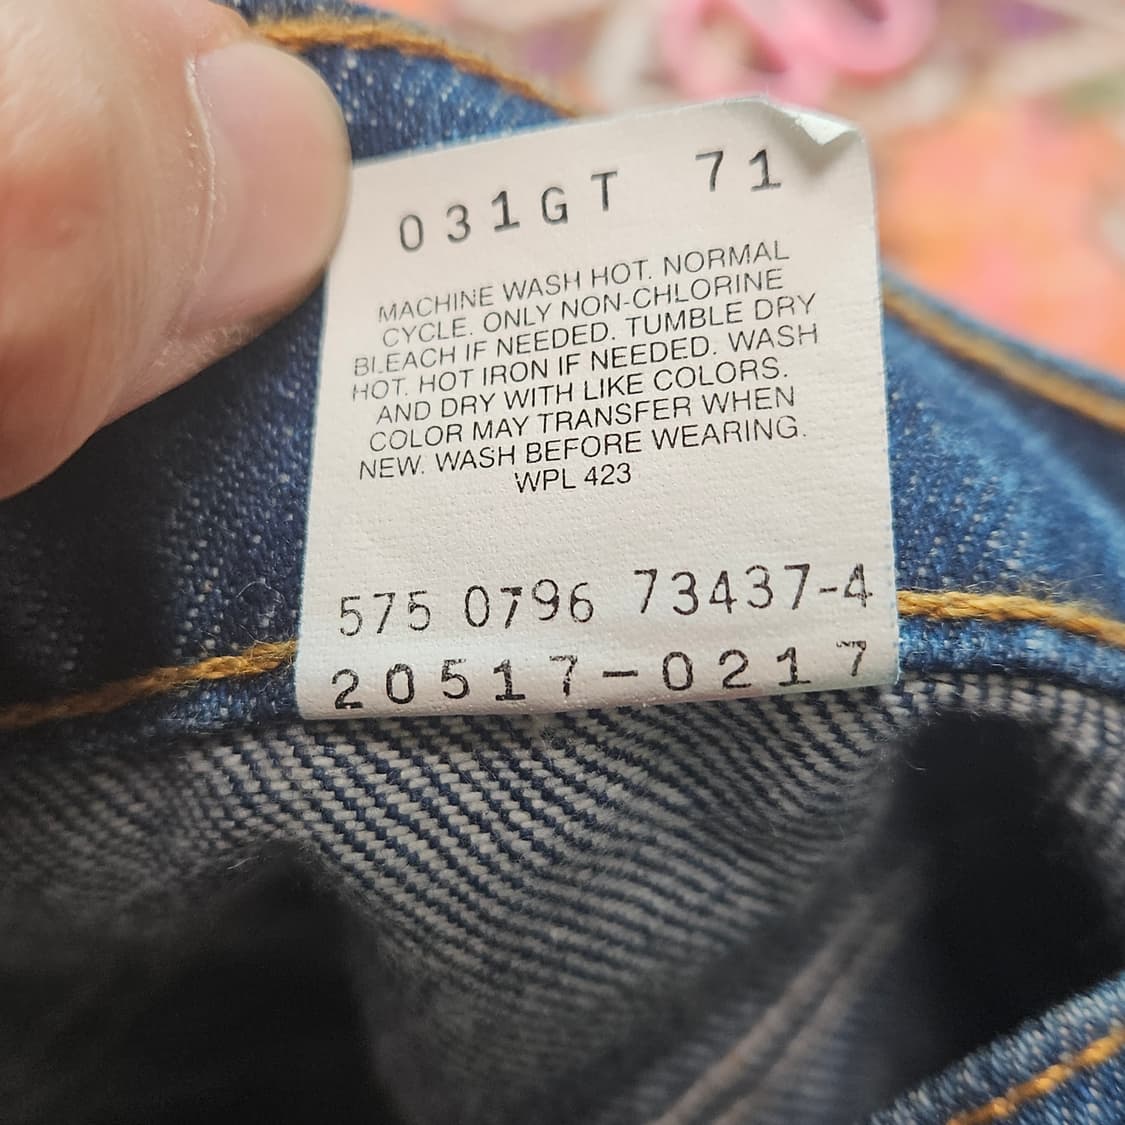 031GT 71
MACHINE WASH HOT. NORMAL
CYCLE. ONLY NON-CHLORINE
BLEACH IF NEEDED. TUMBLE DRY
HOT. HOT IRON IF NEEDED. WASH
AND DRY WITH LIKE COLORS.
COLOR MAY TRANSFER WHEN
NEW. WASH BEFORE WEARING.
WPL 423
575 0796 73437-4
20517-0217